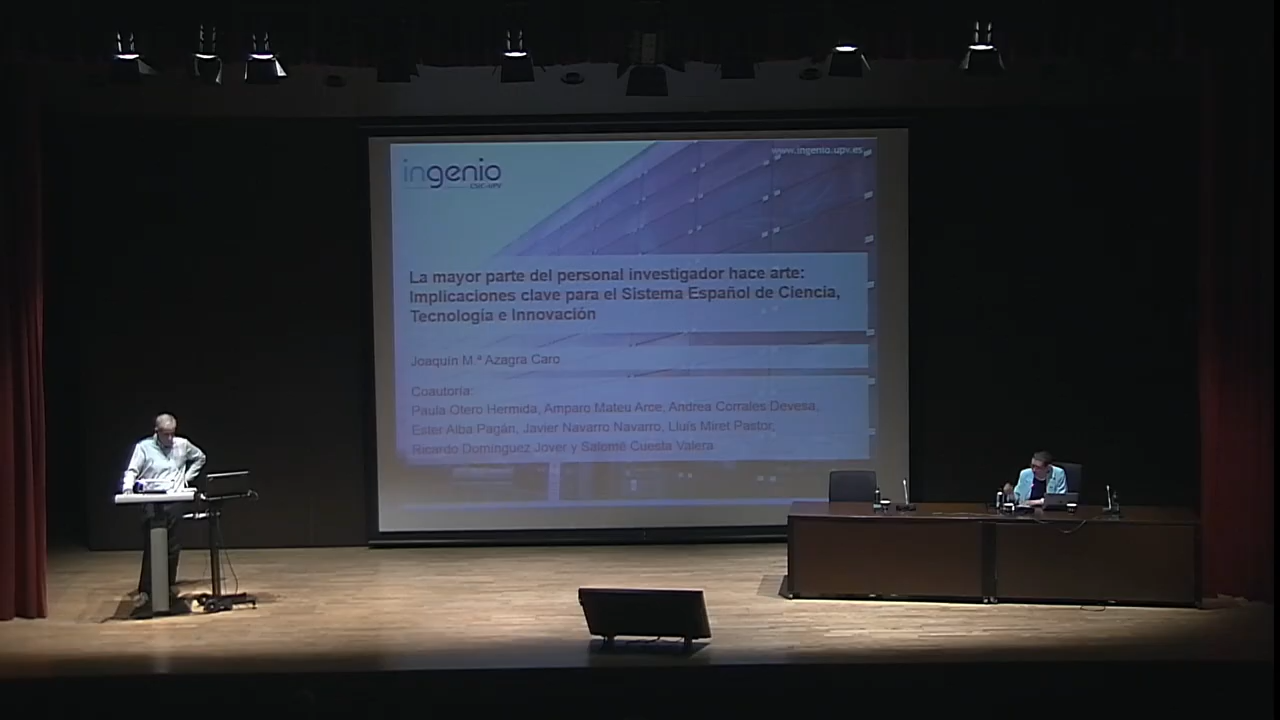 ingenio
CSIC-UPV
www.ingenio.upv.es
La mayor parte del personal investigador hace arte:
Implicaciones clave para el Sistema Español de Ciencia,
Tecnología e Innovación
Joaquín M.ª Azagra Caro
Coautoría:
Paula Otero Hermida, Amparo Mateu Arce, Andrea Corrales Devesa,
Ester Alba Pagán, Javier Navarro Navarro, Lluís Miret Pastor,
Ricardo Domínguez Jover y Salomé Cuesta Valera